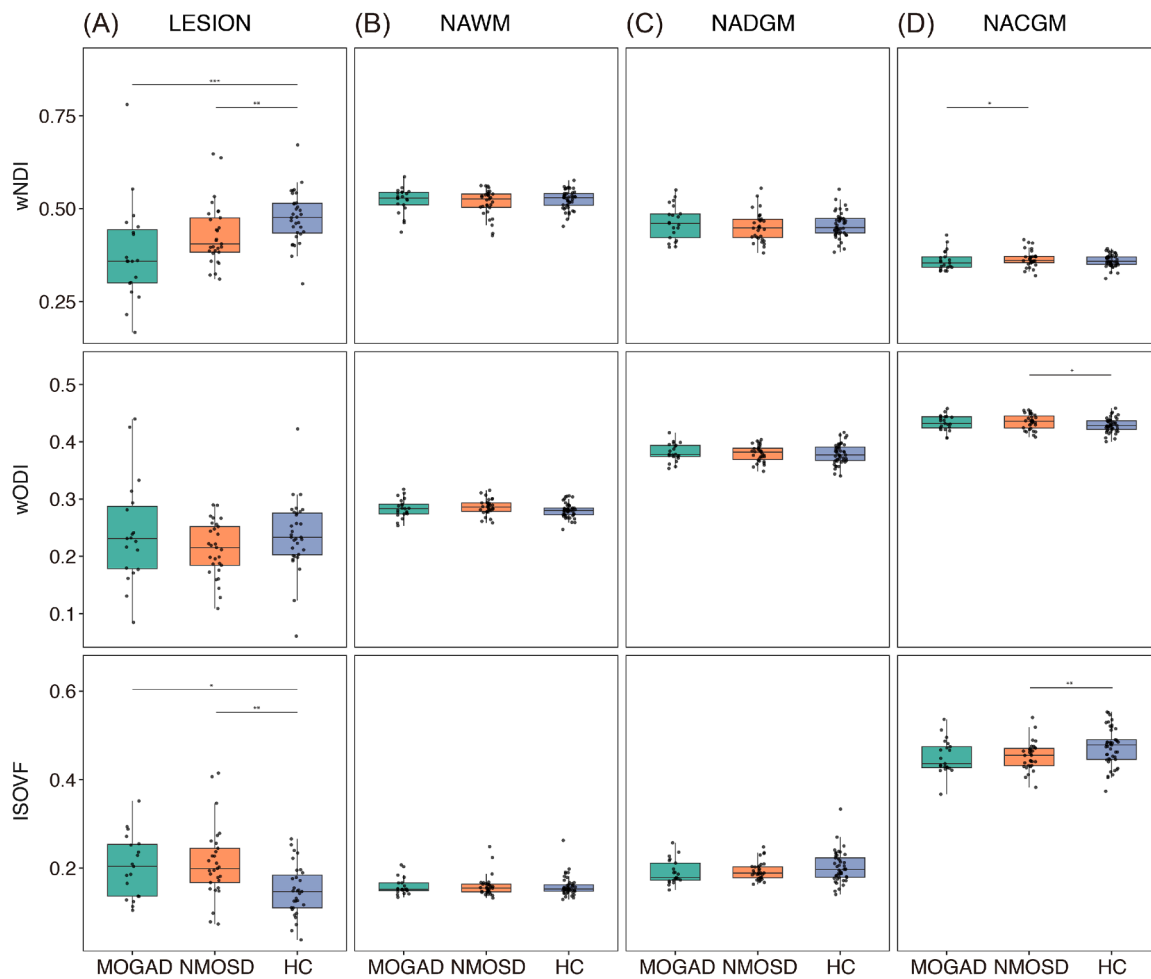 (A) LESION (B) NAWM (C) NADGM (D) NACGM
*** ** *
wNDI 0.75 0.50 0.25
*
wODI 0.5 0.4 0.3 0.2 0.1
* ** **
ISOVF 0.6 0.4 0.2
MOGAD NMOSD HC MOGAD NMOSD HC MOGAD NMOSD HC MOGAD NMOSD HC